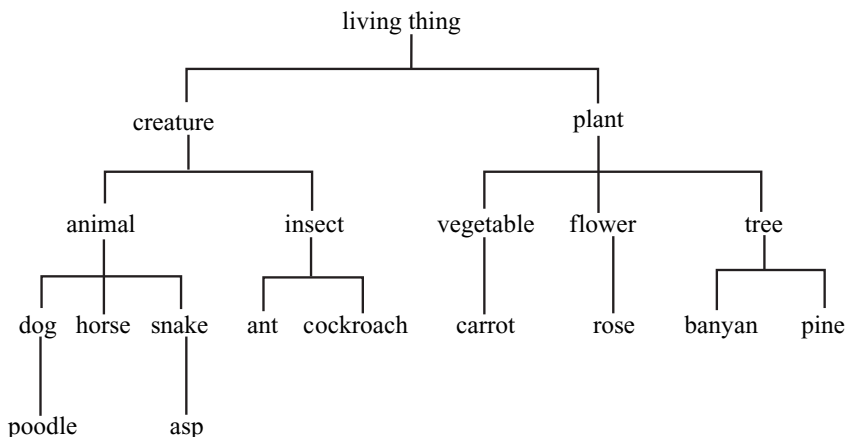 living thing
creature plant
animal insect vegetable flower tree
dog horse snake ant cockroach carrot rose banyan pine
poodle asp